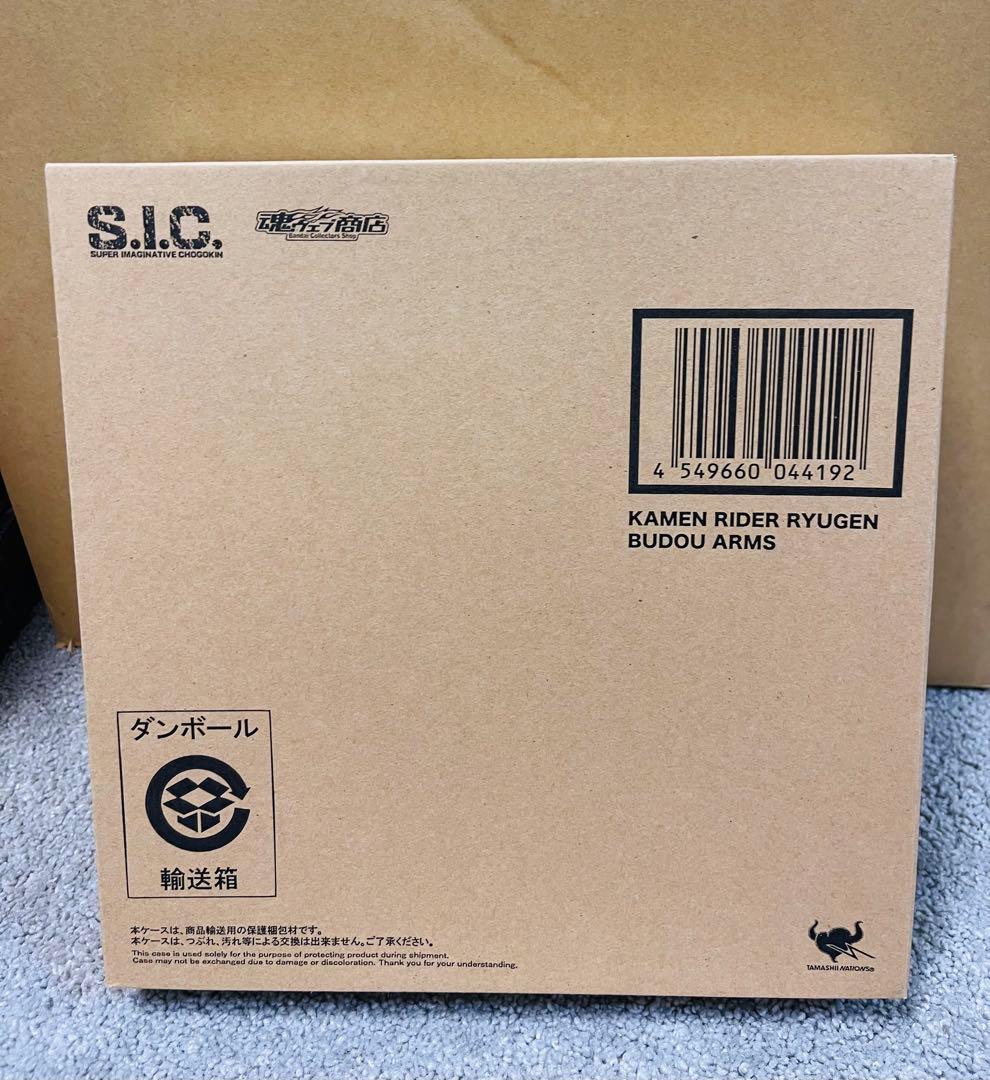 S.I.C.
SUPER IMAGINATIVE CHOGOKIN
魂ウェブ商店
Bandai Collectors Shop
4 549660 044192
KAMEN RIDER RYUGEN
BUDOU ARMS
ダンボール
輸送箱
本ケースは、商品輸送用の保護梱包材です。
本ケースは、つぶれ、汚れ等による交換は出来ません。ご了承ください。
This case is used solely for the purpose of protecting product during shipment.
Case may not be exchanged due to damage or discoloration. Thank you for your understanding.
TAMASHII NATIONS®